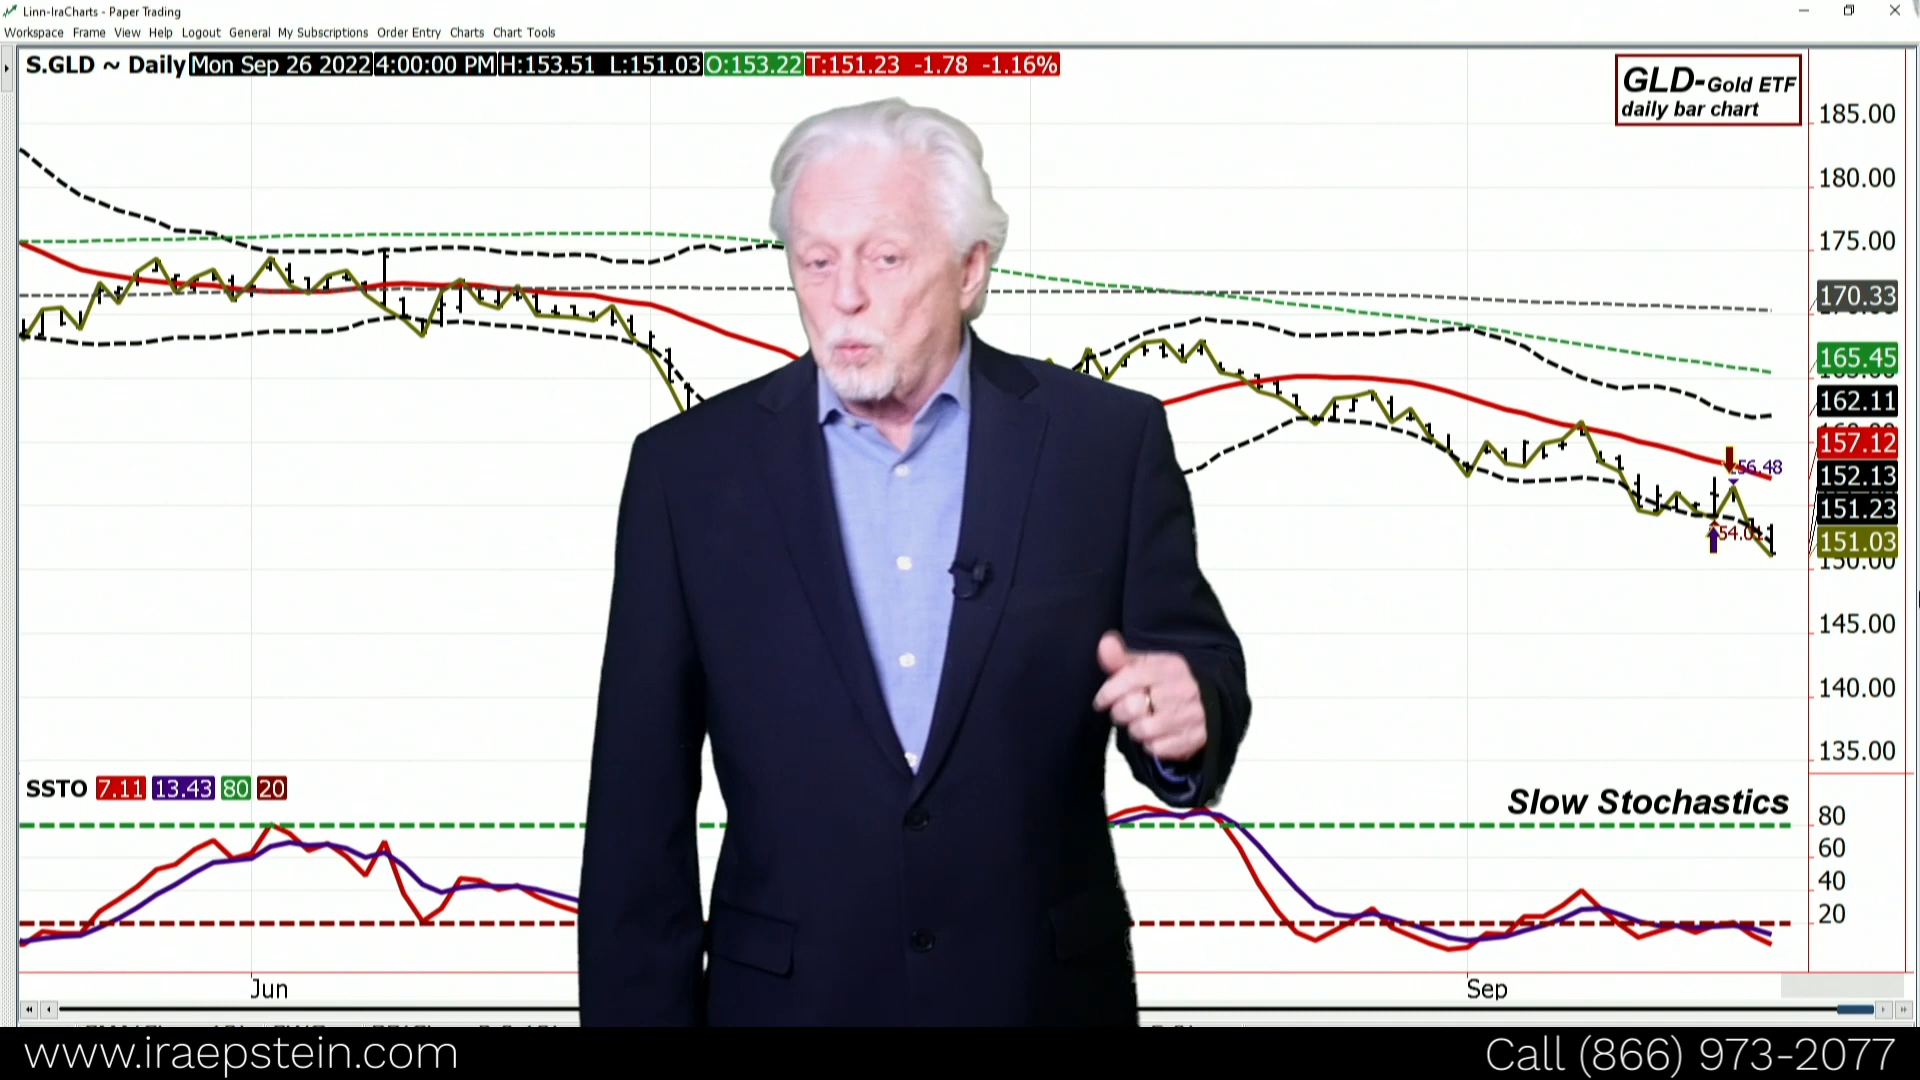 Linn-IraCharts - Paper Trading
Workspace Frame View Help Logout General My Subscriptions Order Entry Charts Chart Tools
S.GLD ~ Daily Mon Sep 26 2022 4:00:00 PM H:153.51 L:151.03 O:153.22 T:151.23 -1.78 -1.16%
GLD-Gold ETF
daily bar chart
185.00
180.00
175.00
170.33
165.45
162.11
157.12
156.48
152.13
151.23
151.03
150.00
145.00
140.00
135.00
SSTO 7.11 13.43 80 20
Slow Stochastics
80
60
40
20
Jun Sep
www.iraepstein.com Call (866) 973-2077